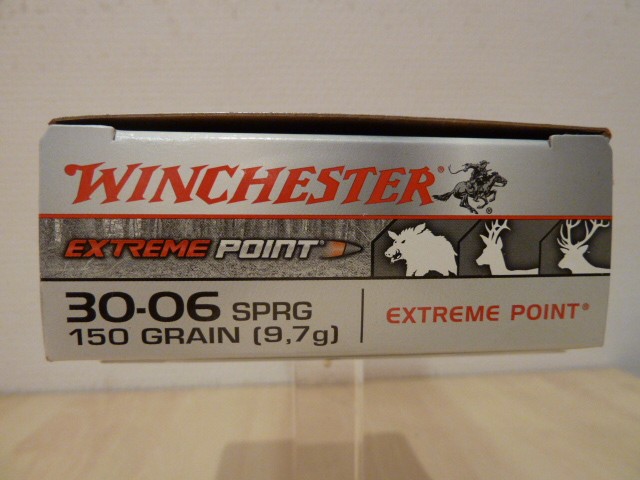 WINCHESTER®
EXTREME POINT®
30-06 SPRG
150 GRAIN (9,7g)
EXTREME POINT®